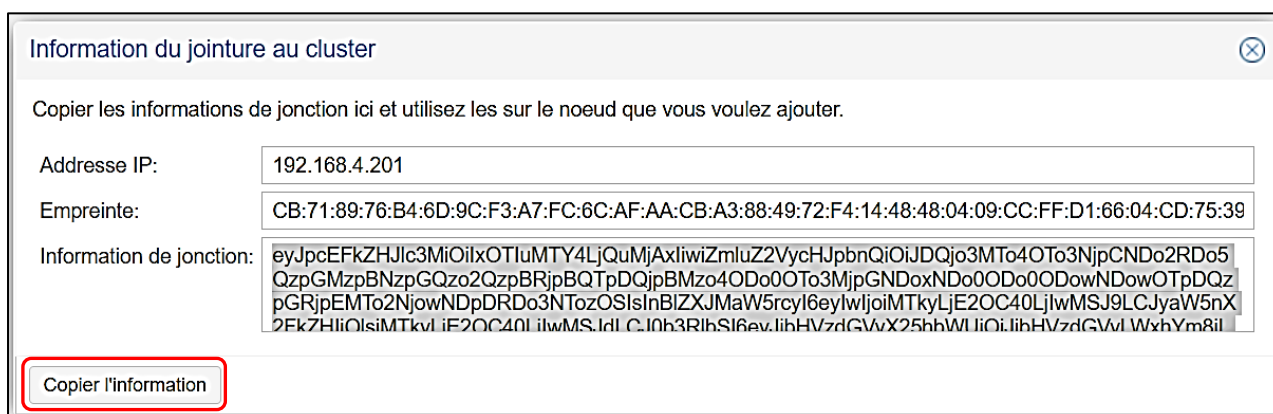 Information du jointure au cluster
Copier les informations de jonction ici et utilisez les sur le noeud que vous voulez ajouter.
Addresse IP: 192.168.4.201
Empreinte: CB:71:89:76:B4:6D:9C:F3:A7:FC:6C:AF:AA:CB:A3:88:49:72:F4:14:48:48:04:09:CC:FF:D1:66:04:CD:75:39
Information de jonction: eyJpcEFkZHJlc3MiOiIxOTIuMTY4LjQuMjAxIiwiZmluZ2VycHJpbnQiOiJDQjo3MTo4OTo3NjpCNDo2RDo5
QzpGMzpBNzpGQzo2QzpBRjpBQTpDQjpBMzo4ODo0OTo3MjpGNDoxNDo0ODo0ODowNDowOTpDQz
pGRjpEMTo2NjowNDpDRDo3NTozOSIsInBlZXJMaW5rcyI6eyIwIjoiMTkyLjE2OC40LjIwMSJ9LCJyaW5nX
Copier l'information